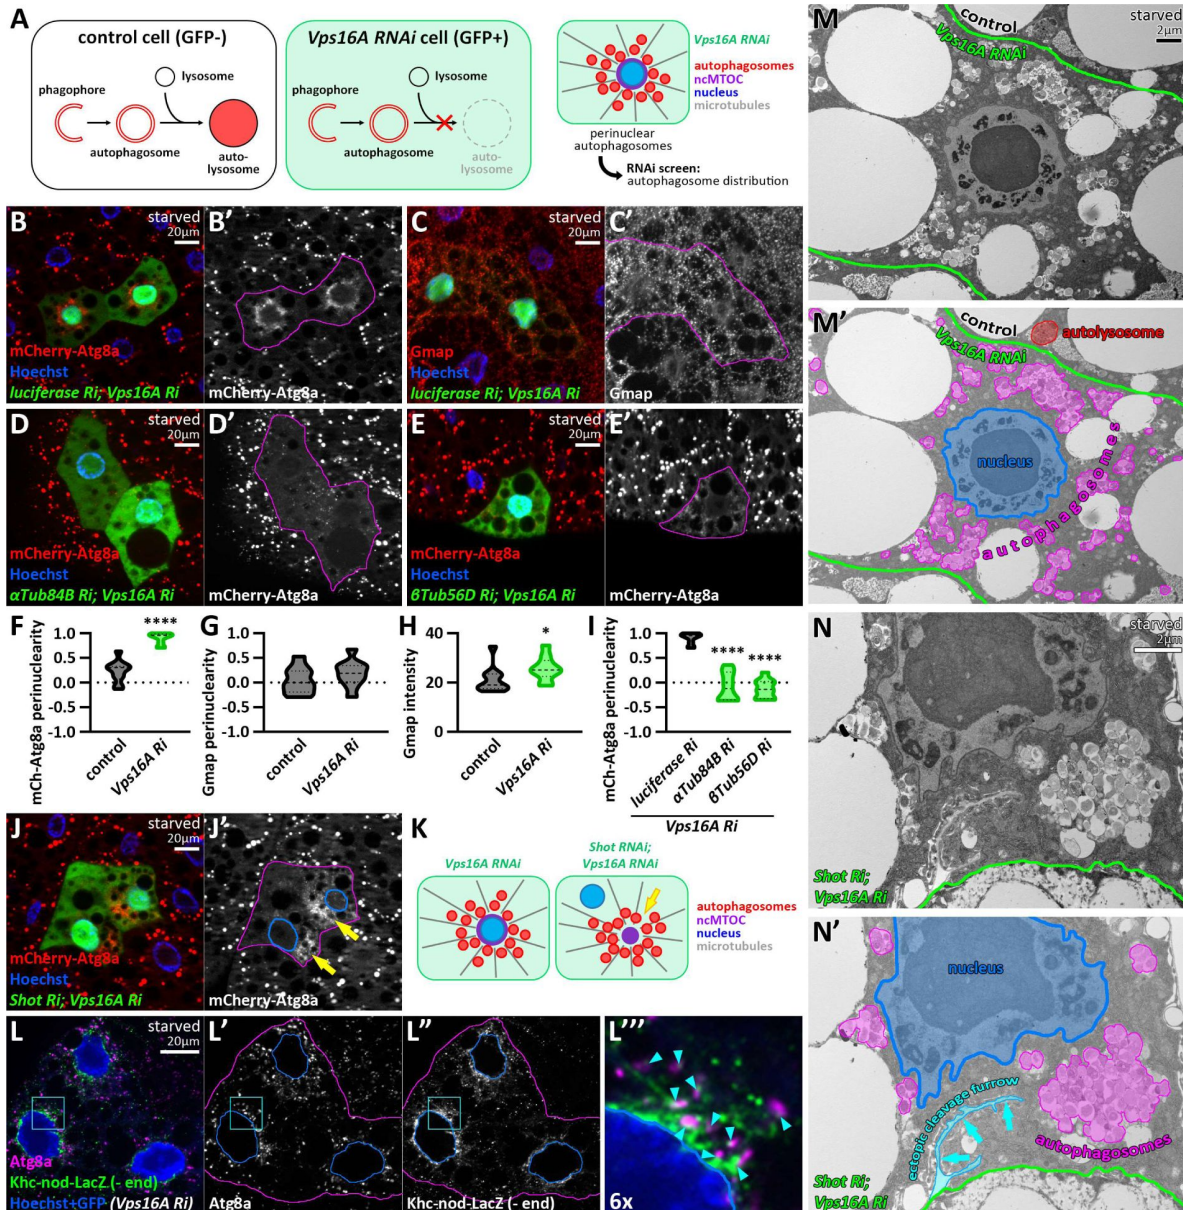 A
control cell (GFP-)
lysosome
phagophore
autophagosome
auto-
lysosome
Vps16A RNAi cell (GFP+)
lysosome
phagophore
autophagosome
auto-
lysosome
Vps16A RNAi
autophagosomes
ncMTOC
nucleus
microtubules
perinuclear
autophagosomes
RNAi screen:
autophagosome distribution
B
starved
20µm
mCherry-Atg8a
Hoechst
luciferase Ri; Vps16A Ri
B'
mCherry-Atg8a
C
starved
20µm
Gmap
Hoechst
luciferase Ri; Vps16A Ri
C'
Gmap
D
starved
20µm
mCherry-Atg8a
Hoechst
αTub84B Ri; Vps16A Ri
D'
mCherry-Atg8a
E
starved
20µm
mCherry-Atg8a
Hoechst
βTub56D Ri; Vps16A Ri
E'
mCherry-Atg8a
F
mCh-Atg8a perinuclearity
1.0
0.5
0.0
-0.5
-1.0
****
control
Vps16A Ri
G
Gmap perinuclearity
1.0
0.5
0.0
-0.5
-1.0
control
Vps16A Ri
H
Gmap intensity
40
20
0
*
control
Vps16A Ri
I
mCh-Atg8a perinuclearity
1.0
0.5
0.0
-0.5
-1.0
**** ****
luciferase Ri
αTub84B Ri
βTub56D Ri
Vps16A Ri
J
starved
20µm
mCherry-Atg8a
Hoechst
Shot Ri; Vps16A Ri
J'
mCherry-Atg8a
K
Vps16A RNAi
Shot RNAi;
Vps16A RNAi
autophagosomes
ncMTOC
nucleus
microtubules
L
starved
20µm
Atg8a
Khc-nod-LacZ (- end)
Hoechst+GFP (Vps16A Ri)
L'
Atg8a
L''
Khc-nod-LacZ (- end)
L'''
6x
M
control
Vps16A RNAi
starved
2µm
M'
control
Vps16A RNAi
autolysosome
nucleus
autophagosomes
N
starved
2µm
Shot Ri;
Vps16A Ri
N'
nucleus
ectopic cleavage furrow
autophagosomes
Shot Ri;
Vps16A Ri